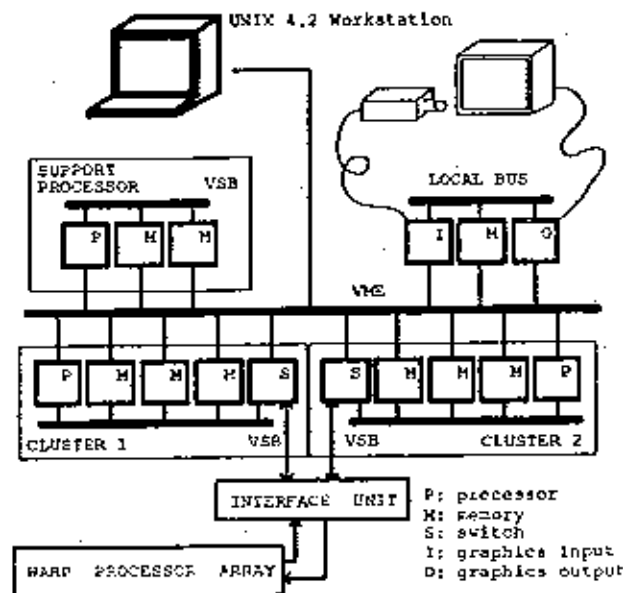 UNIX 4.2 Workstation
SUPPORT
PROCESSOR
VSB
P M M
LOCAL BUS
I M O
VME
P M M M S
S M M M P
CLUSTER 1
VSB
VSB
CLUSTER 2
INTERFACE UNIT
WARP PROCESSOR ARRAY
P: processor
M: memory
S: switch
I: graphics input
O: graphics output